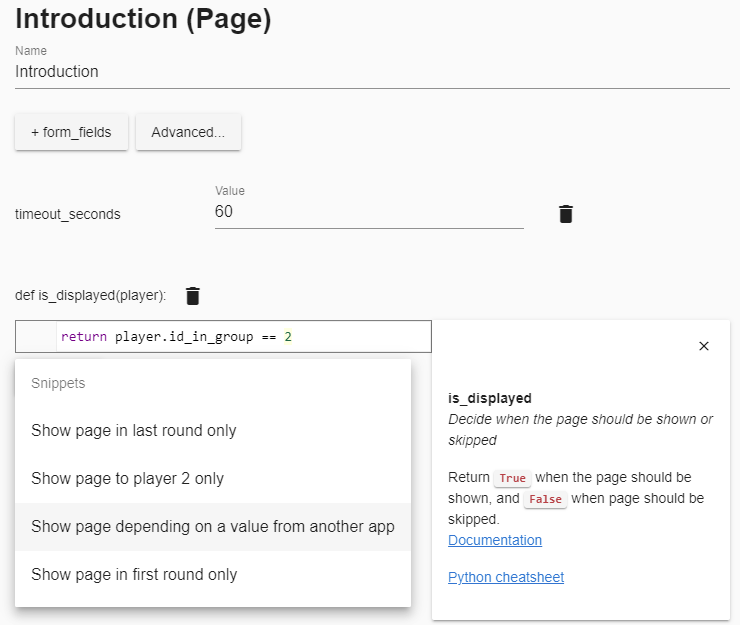 Introduction (Page)
Name
Introduction
+ form_fields
Advanced...
Value
timeout_seconds
60
def is_displayed(player):
return player.id_in_group == 2
Snippets
Show page in last round only
Show page to player 2 only
Show page depending on a value from another app
Show page in first round only
is_displayed
Decide when the page should be shown or
skipped
Return True when the page should be
shown, and False when page should be
skipped.
Documentation
Python cheatsheet